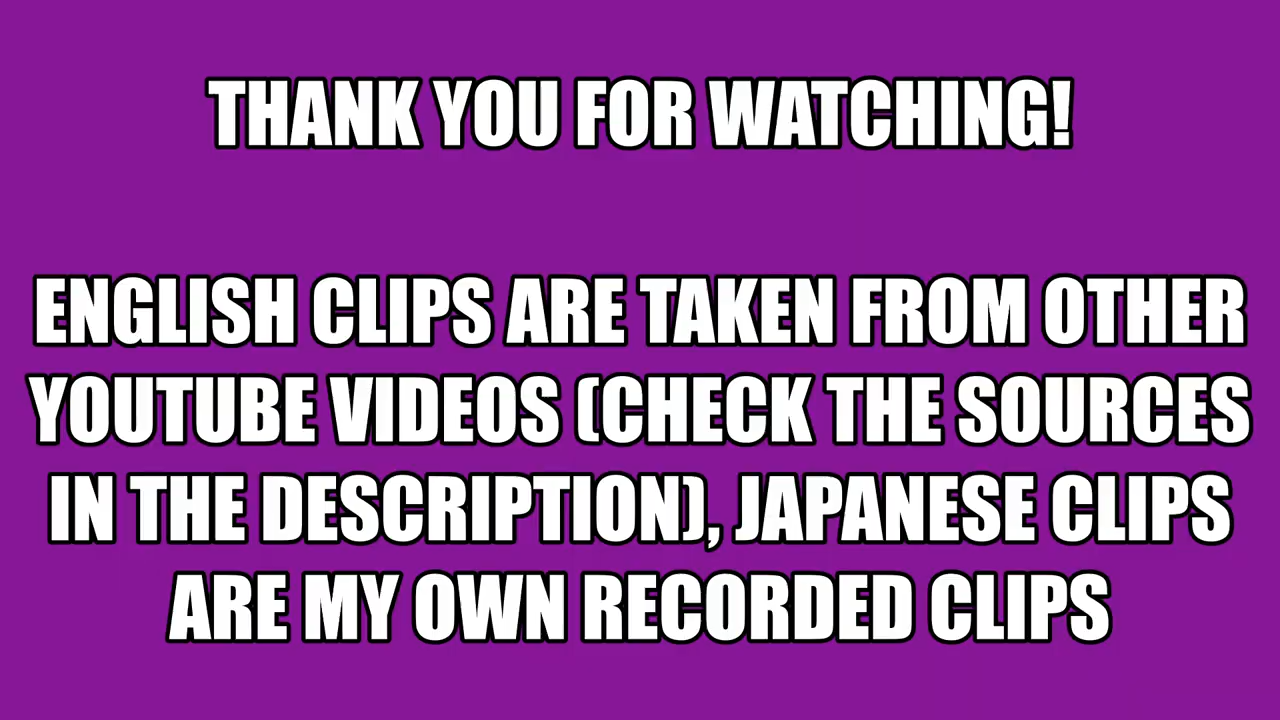 THANK YOU FOR WATCHING!
ENGLISH CLIPS ARE TAKEN FROM OTHER
YOUTUBE VIDEOS (CHECK THE SOURCES
IN THE DESCRIPTION), JAPANESE CLIPS
ARE MY OWN RECORDED CLIPS